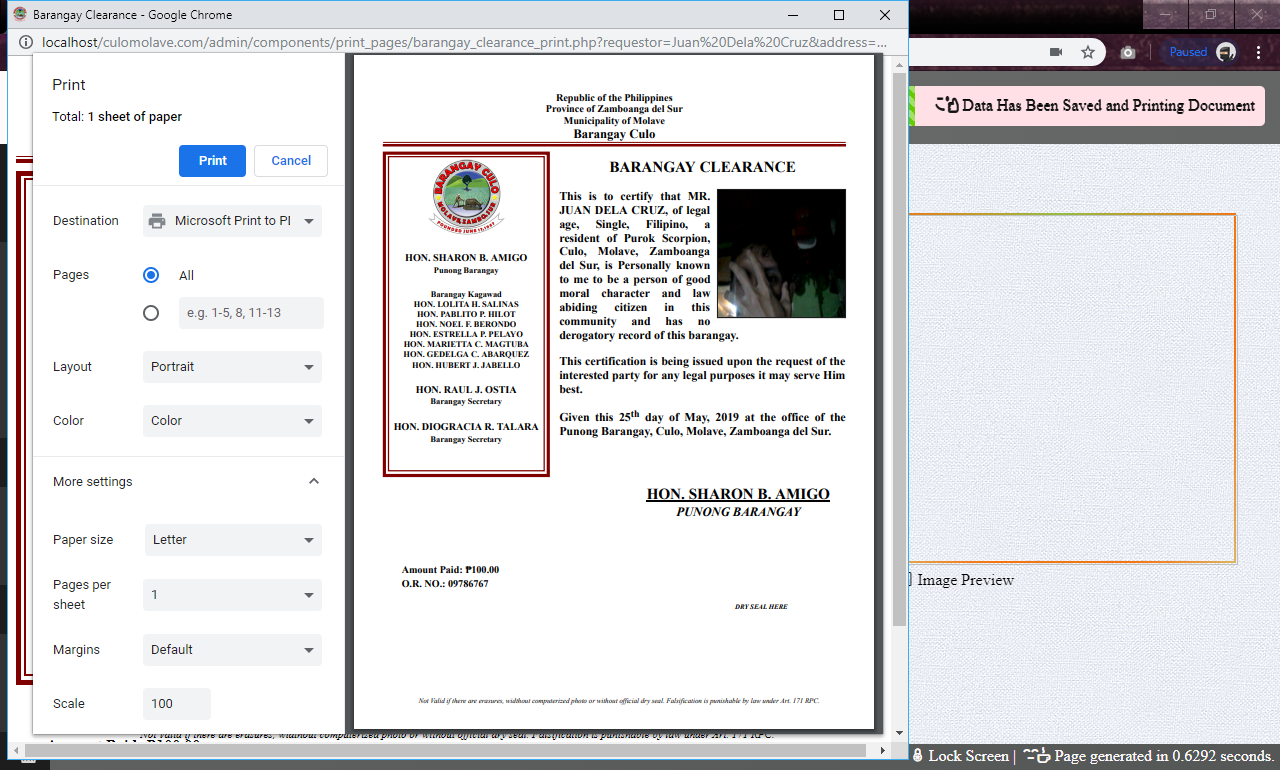 Barangay Clearance - Google Chrome
localhost/culomolave.com/admin/components/print_pages/barangay_clearance_print.php?requestor=Juan%20Dela%20Cruz&address=...
Paused
Print
Total: 1 sheet of paper
Print
Cancel
Destination
Microsoft Print to PI
Pages
All
e.g. 1-5, 8, 11-13
Layout
Portrait
Color
Color
More settings
Paper size
Letter
Pages per
sheet
1
Margins
Default
Scale
100
Republic of the Philippines
Province of Zamboanga del Sur
Municipality of Molave
Barangay Culo
BARANGAY CULO
MOLAVE, ZAMBO. SUR
FOUNDED JUNE 17, 1957
HON. SHARON B. AMIGO
Punong Barangay
Barangay Kagawad
HON. LOLITA H. SALINAS
HON. PABLITO P. HILOT
HON. NOEL F. BERONDO
HON. ESTRELLA P. PELAYO
HON. MARIETTA C. MAGTUBA
HON. GEDELGA C. ABARQUEZ
HON. HUBERT J. JABELLO
HON. RAUL J. OSTIA
Barangay Secretary
HON. DIOGRACIA R. TALARA
Barangay Secretary
BARANGAY CLEARANCE
This is to certify that MR.
JUAN DELA CRUZ, of legal
age, Single, Filipino, a
resident of Purok Scorpion,
Culo, Molave, Zamboanga
del Sur, is Personally known
to me to be a person of good
moral character and law
abiding citizen in this
community and has no
derogatory record of this barangay.
This certification is being issued upon the request of the
interested party for any legal purposes it may serve Him
best.
Given this 25th day of May, 2019 at the office of the
Punong Barangay, Culo, Molave, Zamboanga del Sur.
HON. SHARON B. AMIGO
PUNONG BARANGAY
Amount Paid: ₱100.00
O.R. NO.: 09786767
DRY SEAL HERE
Not Valid if there are erasures, widthout computerized photo or without official dry seal. Falsification is punishable by law under Art. 171 RPC.
Data Has Been Saved and Printing Document
Image Preview
Not Valid if there are erasures, widthout computerized photo or without official dry seal. Falsification is punishable by law under Art. 171 RPC.
Lock Screen | Page generated in 0.6292 seconds.